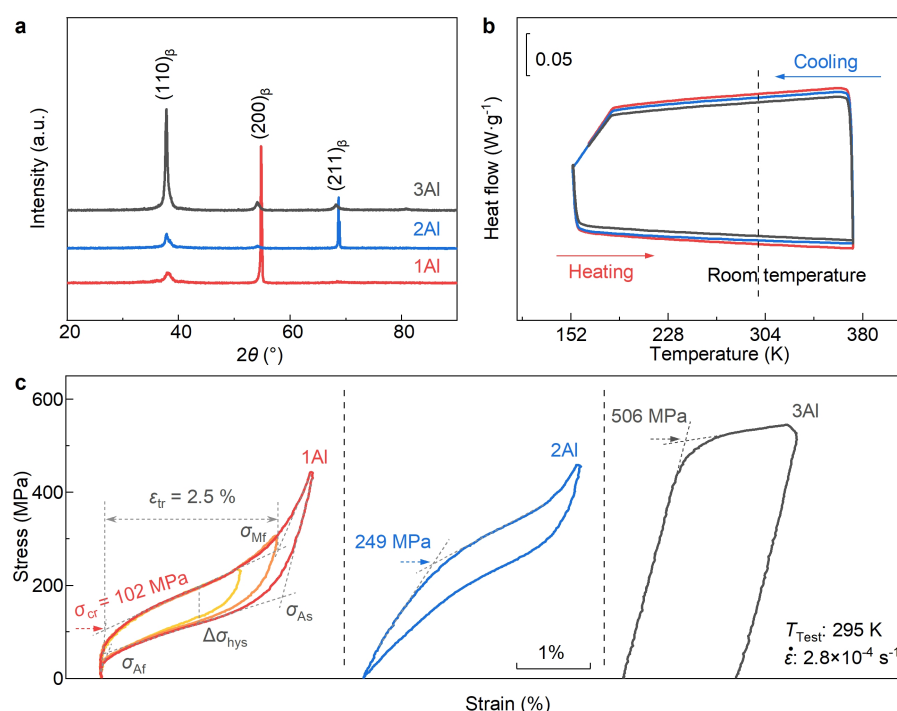 a
Intensity (a.u.)
(110)β
(200)β
(211)β
3Al
2Al
1Al
20
40
60
80
2θ (°)
b
0.05
Cooling
Heat flow (W·g⁻¹)
Heating
Room temperature
152
228
304
380
Temperature (K)
c
Stress (MPa)
600
400
200
0
1Al
εtr = 2.5 %
σMf
σcr = 102 MPa
σAs
Δσhys
σAf
2Al
249 MPa
1%
506 MPa
3Al
TTest: 295 K
ε̇: 2.8×10⁻⁴ s⁻¹
Strain (%)